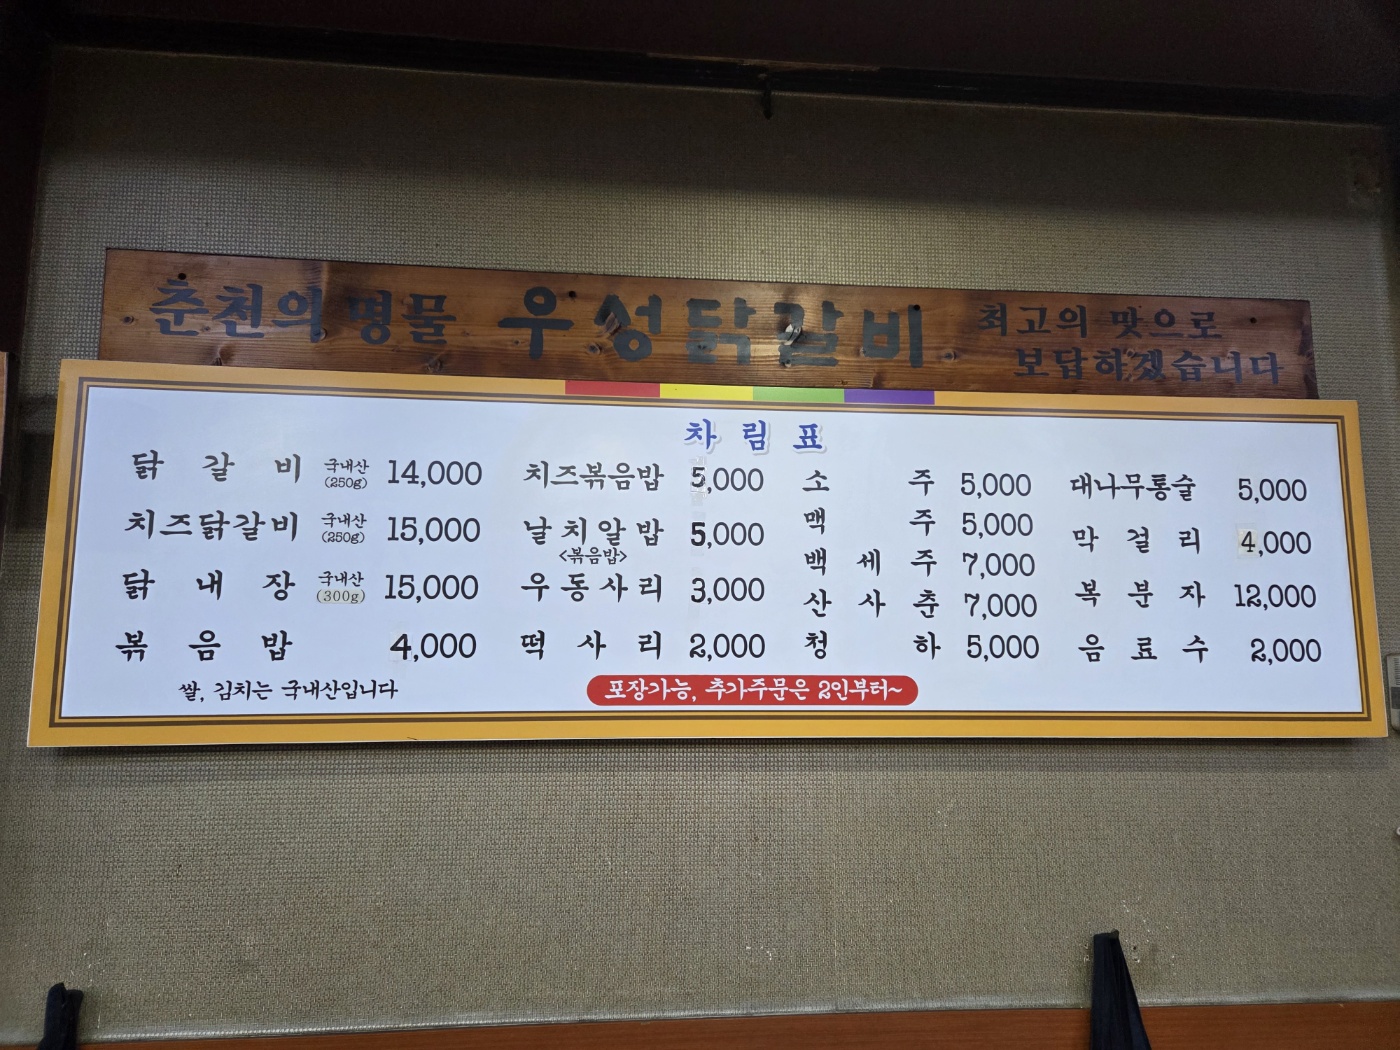 춘천의 명물 우성닭갈비 최고의 맛으로
보답하겠습니다
차림표
닭갈비 국내산 (250g) 14,000
치즈닭갈비 국내산 (250g) 15,000
닭내장 국내산 (300g) 15,000
볶음밥 4,000
쌀, 김치는 국내산입니다
치즈볶음밥 5,000
날치알밥 5,000
<볶음밥>
우동사리 3,000
떡사리 2,000
포장가능, 추가주문은 2인부터~
소주 5,000
맥주 5,000
백세주 7,000
산사춘 7,000
청하 5,000
대나무통술 5,000
막걸리 4,000
복분자 12,000
음료수 2,000